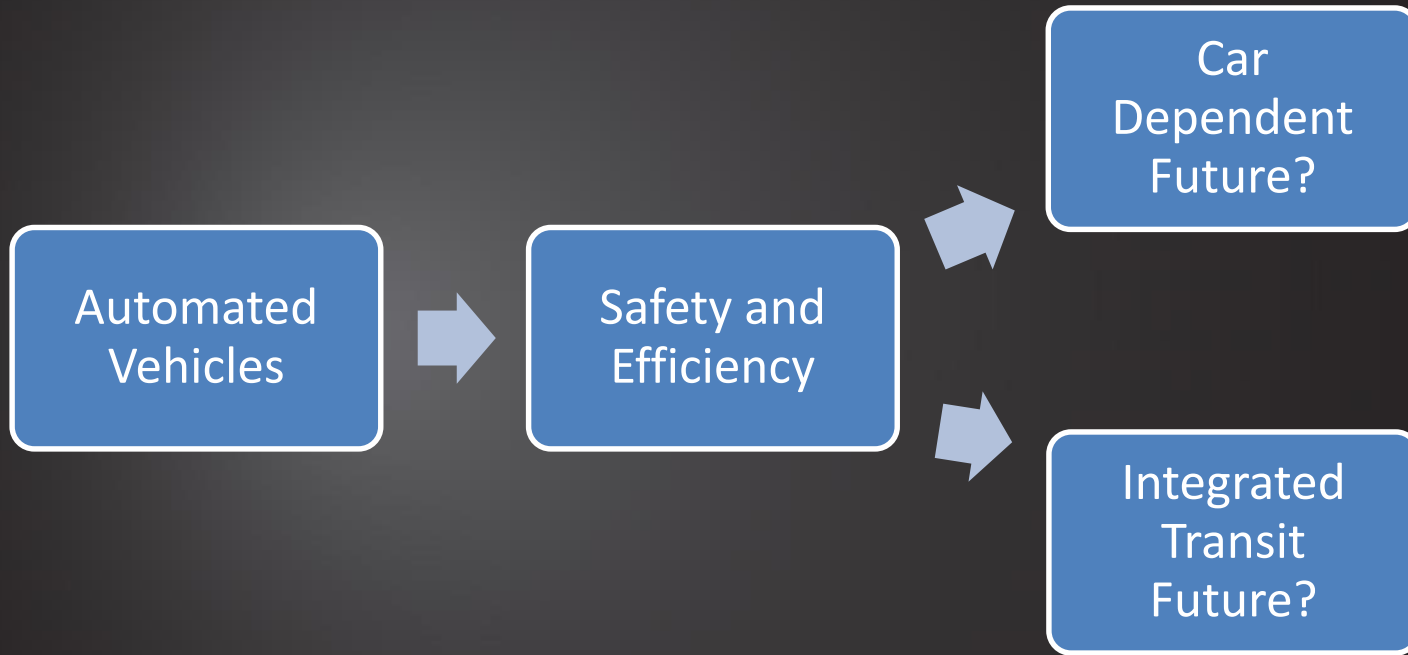 Automated
Vehicles
Safety and
Efficiency
Car
Dependent
Future?
Integrated
Transit
Future?